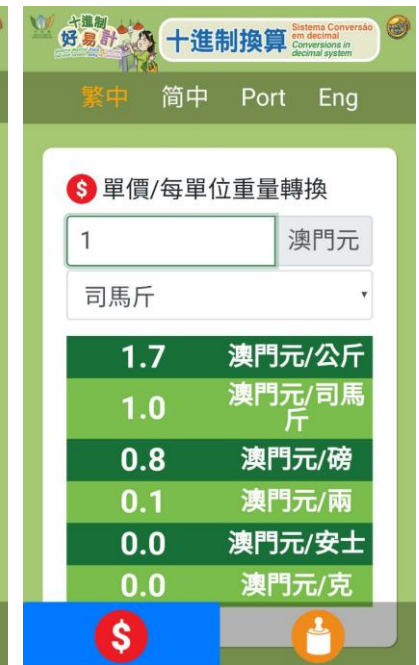 十進制
好易計
十進制換算
Sistema Conversão
em decimal
Conversions in
decimal system
繁中 简中 Port Eng
$ 單價/每單位重量轉換
1 澳門元
司馬斤
1.7 澳門元/公斤
1.0 澳門元/司馬
斤
0.8 澳門元/磅
0.1 澳門元/兩
0.0 澳門元/安士
0.0 澳門元/克
$